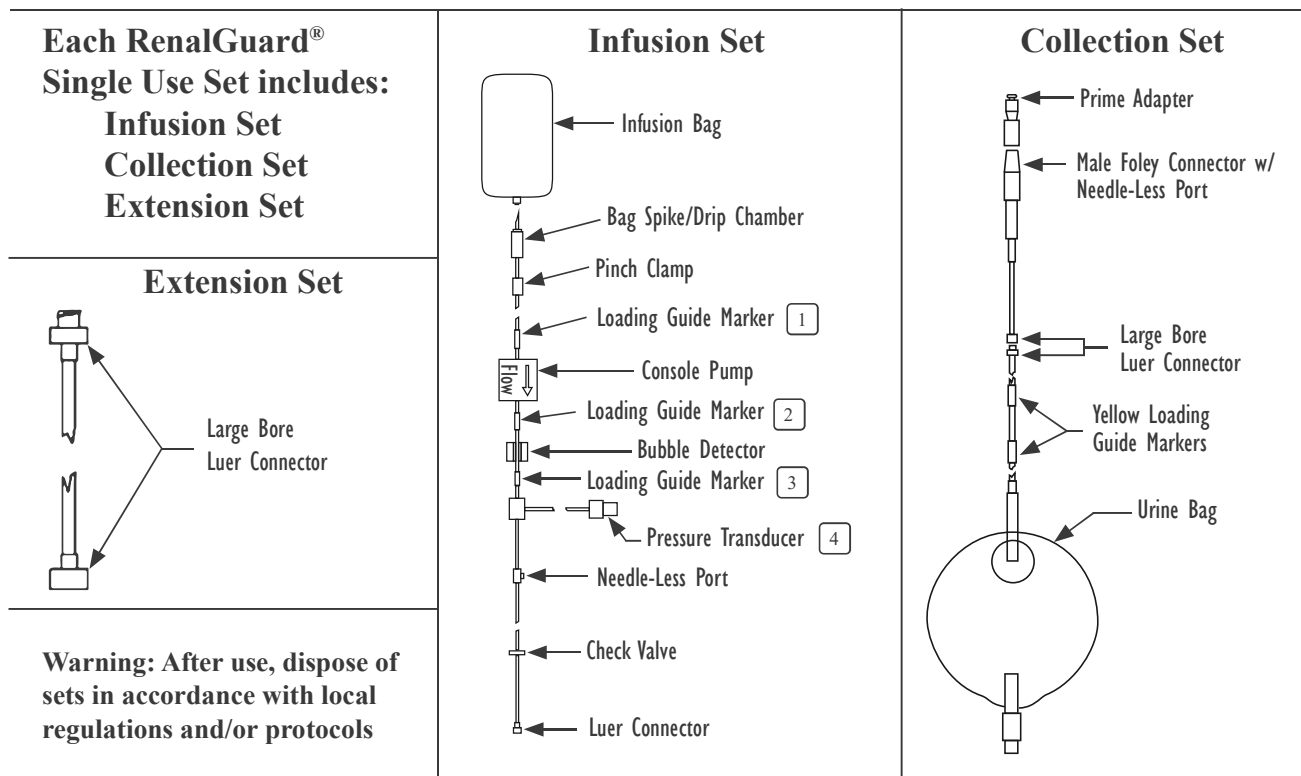 Each RenalGuard®
Single Use Set includes:
Infusion Set
Collection Set
Extension Set
Extension Set
Large Bore
Luer Connector
Warning: After use, dispose of
sets in accordance with local
regulations and/or protocols
Infusion Set
Infusion Bag
Bag Spike/Drip Chamber
Pinch Clamp
Loading Guide Marker 1
Flow
Console Pump
Loading Guide Marker 2
Bubble Detector
Loading Guide Marker 3
Pressure Transducer 4
Needle-Less Port
Check Valve
Luer Connector
Collection Set
Prime Adapter
Male Foley Connector w/
Needle-Less Port
Large Bore
Luer Connector
Yellow Loading
Guide Markers
Urine Bag